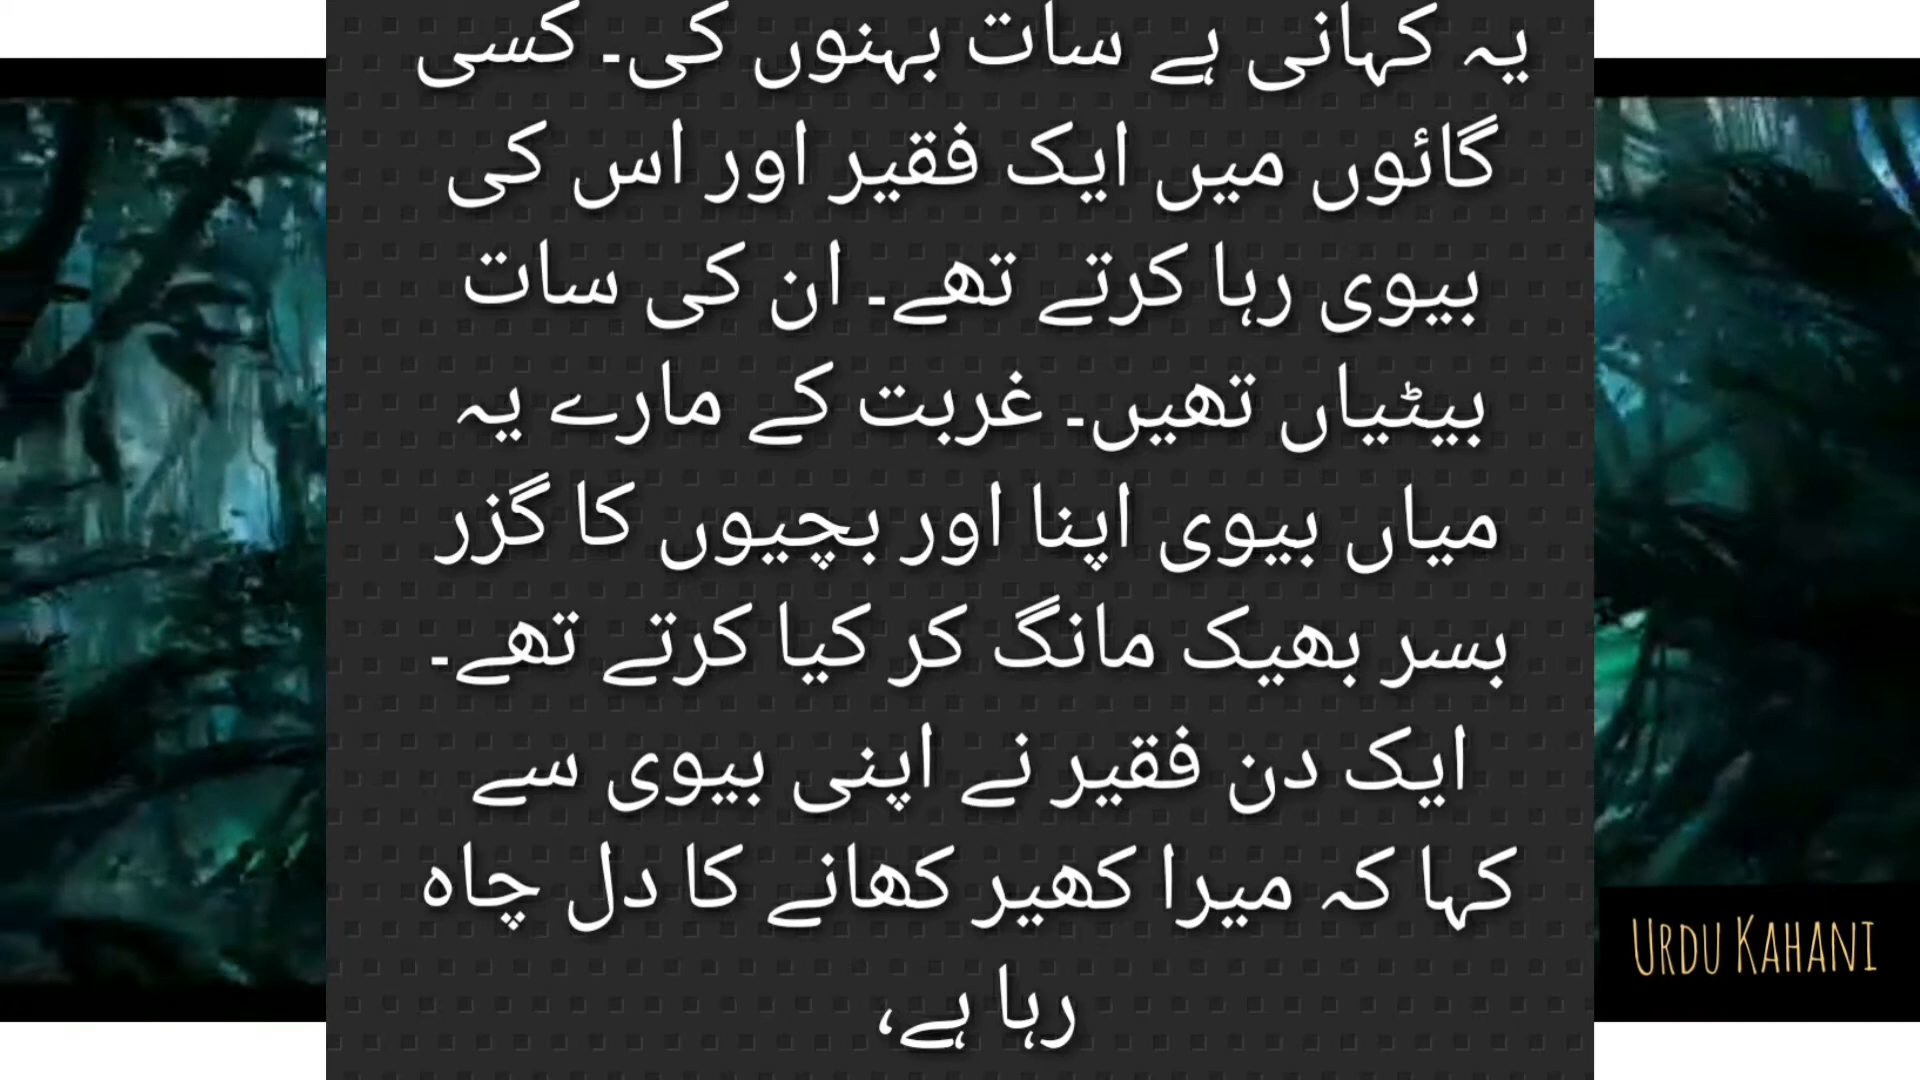 یہ کہانی ہے سات بہنوں کی۔ کسی
گائوں میں ایک فقیر اور اس کی
بیوی رہا کرتے تھے۔ ان کی سات
بیٹیاں تھیں۔ غربت کے مارے یہ
میاں بیوی اپنا اور بچیوں کا گزر
بسر بھیک مانگ کر کیا کرتے تھے۔
ایک دن فقیر نے اپنی بیوی سے
کہا کہ میرا کھیر کھانے کا دل چاہ
رہا ہے،
URDU KAHANI